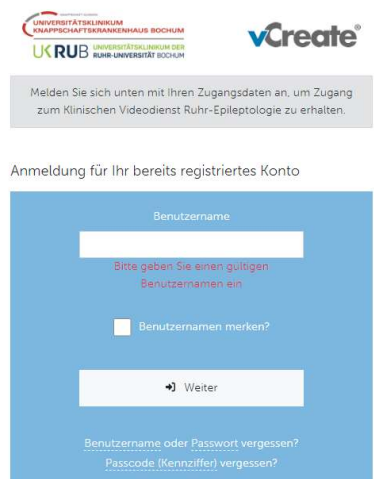 UNIVERSITÄTSKLINIKUM
KNAPPSCHAFTSKRANKENHAUS BOCHUM
vCreate®
UK RUB UNIVERSITÄTSKLINIKUM DER
RUHR-UNIVERSITÄT BOCHUM
Melden Sie sich unten mit Ihren Zugangsdaten an, um Zugang
zum Klinischen Videodienst Ruhr-Epileptologie zu erhalten.
Anmeldung für Ihr bereits registriertes Konto
Benutzername
Bitte geben Sie einen gültigen
Benutzernamen ein
Benutzernamen merken?
Weiter
Benutzername oder Passwort vergessen?
Passcode (Kennziffer) vergessen?